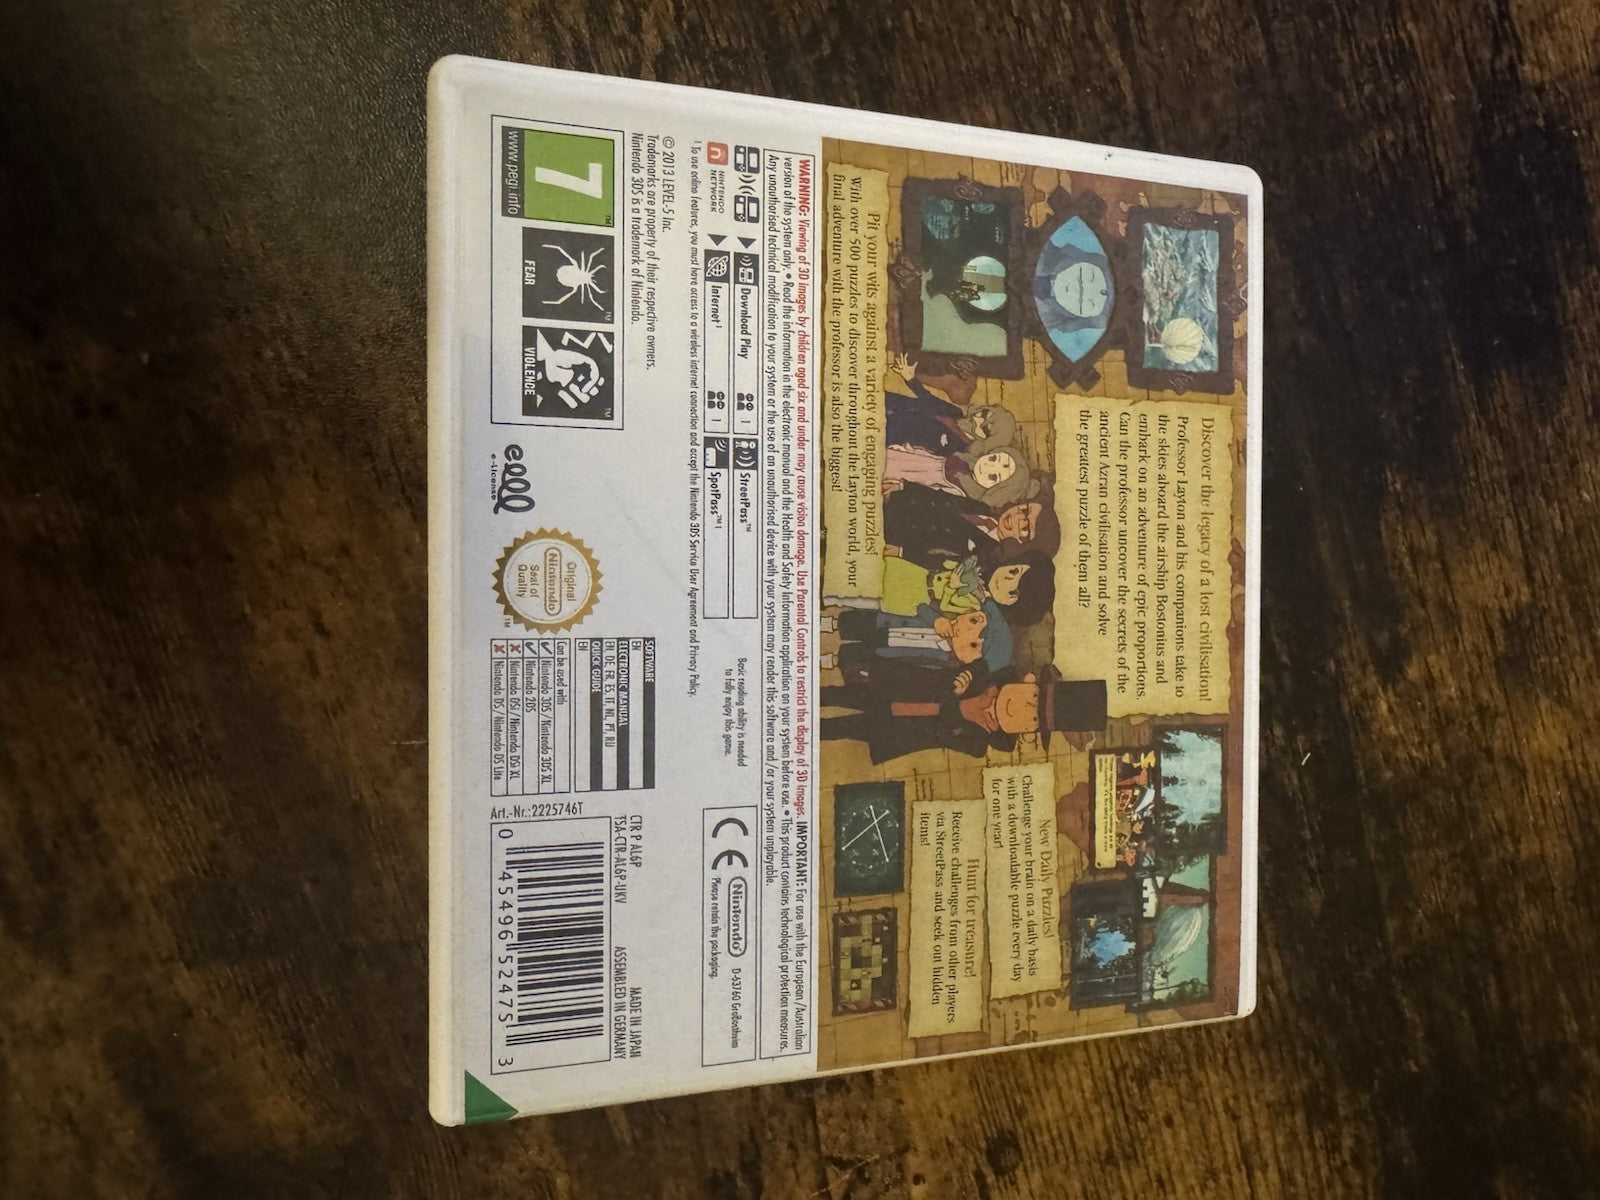 Discover the legacy of a lost civilisation!
Professor Layton and his companions take to
the skies aboard the airship Bostonius and
embark on an adventure of epic proportions.
Can the professor uncover the secrets of the
ancient Azran civilisation and solve
the greatest puzzle of them all?
New Daily Puzzles!
Challenge your brain on a daily basis
with a downloadable puzzle every day
for one year!
Hunt for treasure!
Receive challenges from other players
via StreetPass and seek out hidden
items!
Pit your wits against a variety of engaging puzzles!
With over 500 puzzles to discover throughout the Layton world, your
final adventure with the professor is also the biggest!
WARNING: Viewing of 3D images by children aged six and under may cause vision damage. Use Parental Controls to restrict the display of 3D images. IMPORTANT: For use with the European/Australian
version of the system only. • Read the information in the electronic manual and the Health and Safety Information application on your system before use. • This product contains technological protection measures.
Any unauthorised technical modification to your system or the use of an unauthorised device with your system may render this software and/or your system unplayable.
Download Play 1
StreetPass™
NINTENDO
NETWORK
Internet¹ 1
SpotPass™ ¹
Basic reading ability is needed
to fully enjoy this game.
CE
Nintendo
D-63760 Großostheim
Please retain the packaging.
¹ To use online features, you must have access to a wireless internet connection and accept the Nintendo 3DS Service User Agreement and Privacy Policy.
© 2013 LEVEL-5 Inc.
Trademarks are property of their respective owners.
Nintendo 3DS is a trademark of Nintendo.
7
www.pegi.info
FEAR
VIOLENCE
e-License
Original
Nintendo
Seal of
Quality
TM
SOFTWARE
EN
ELECTRONIC MANUAL
EN, DE, FR, ES, IT, NL, PT, RU
QUICK GUIDE
EN
Can be used with
Nintendo 3DS / Nintendo 3DS XL
Nintendo 2DS
Nintendo DSi / Nintendo DSi XL
Nintendo DS / Nintendo DS Lite
CTR P AL6P
TSA-CTR-AL6P-UKV
MADE IN JAPAN
ASSEMBLED IN GERMANY
Art.-Nr.:2225746T
0 45496 52475 3